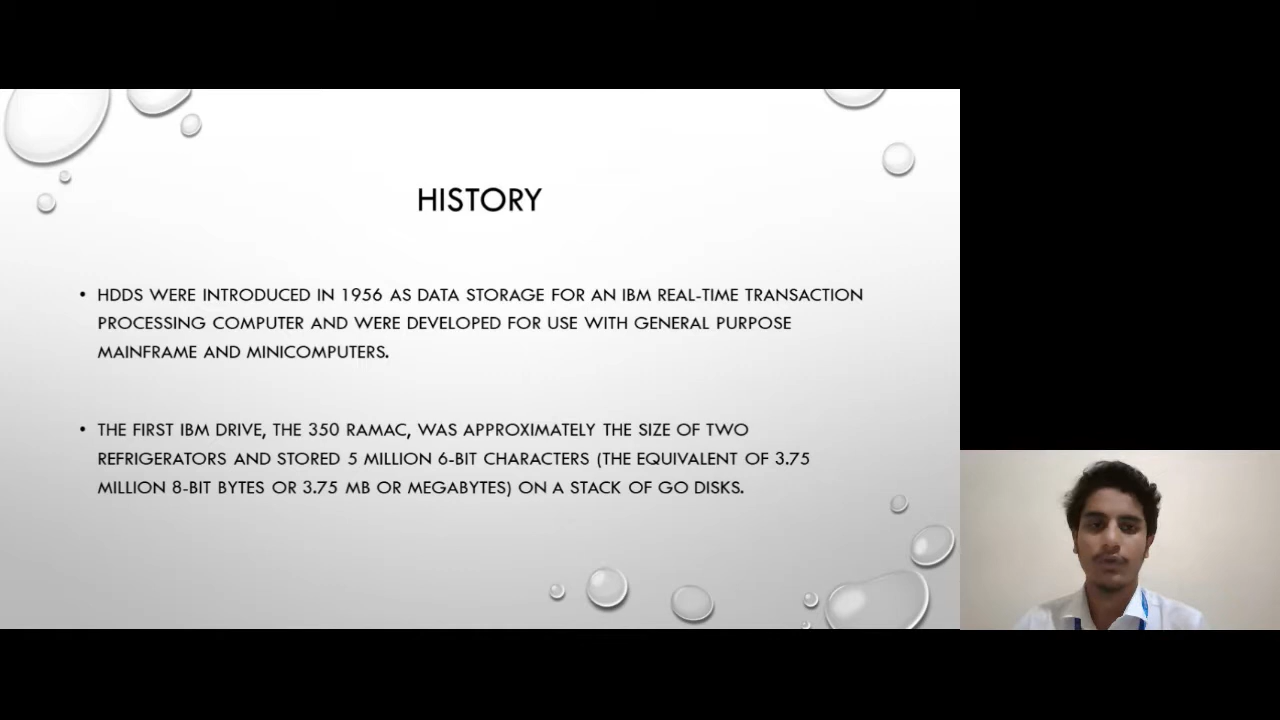 HISTORY
• HDDS WERE INTRODUCED IN 1956 AS DATA STORAGE FOR AN IBM REAL-TIME TRANSACTION
PROCESSING COMPUTER AND WERE DEVELOPED FOR USE WITH GENERAL PURPOSE
MAINFRAME AND MINICOMPUTERS.
• THE FIRST IBM DRIVE, THE 350 RAMAC, WAS APPROXIMATELY THE SIZE OF TWO
REFRIGERATORS AND STORED 5 MILLION 6-BIT CHARACTERS (THE EQUIVALENT OF 3.75
MILLION 8-BIT BYTES OR 3.75 MB OR MEGABYTES) ON A STACK OF GO DISKS.